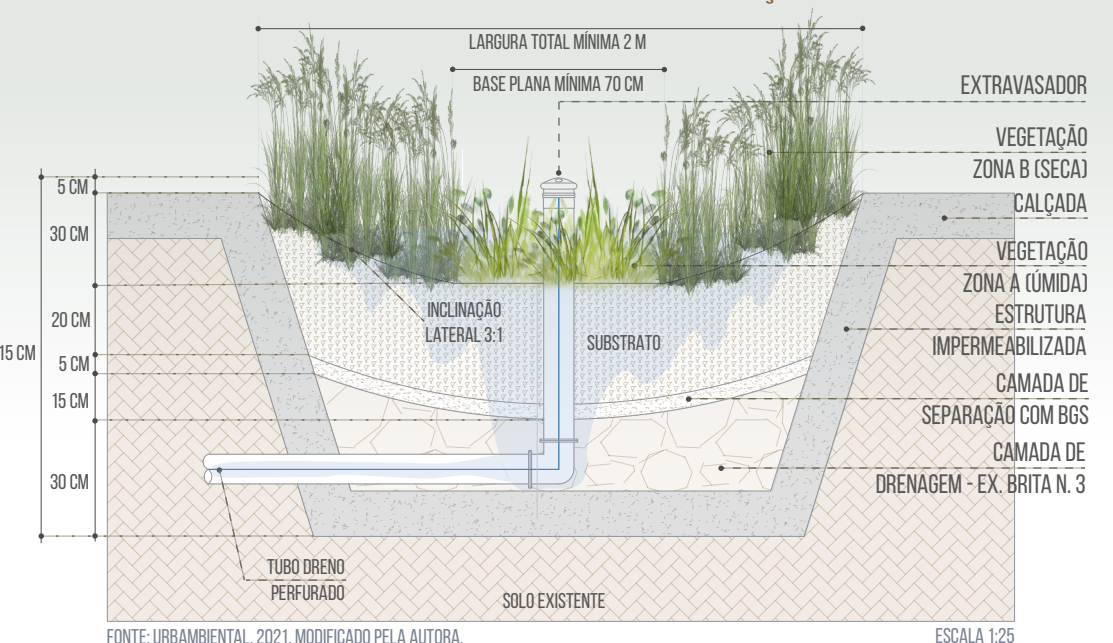 LARGURA TOTAL MÍNIMA 2 M
BASE PLANA MÍNIMA 70 CM
EXTRAVASADOR
VEGETAÇÃO
ZONA B (SECA)
CALÇADA
VEGETAÇÃO
ZONA A (ÚMIDA)
ESTRUTURA
IMPERMEABILIZADA
CAMADA DE
SEPARAÇÃO COM BGS
CAMADA DE
DRENAGEM - EX. BRITA N. 3
5 CM
30 CM
20 CM
5 CM
15 CM
30 CM
15 CM
INCLINAÇÃO
LATERAL 3:1
SUBSTRATO
TUBO DRENO
PERFURADO
SOLO EXISTENTE
FONTE: URBAMBIENTAL, 2021, MODIFICADO PELA AUTORA.
ESCALA 1:25